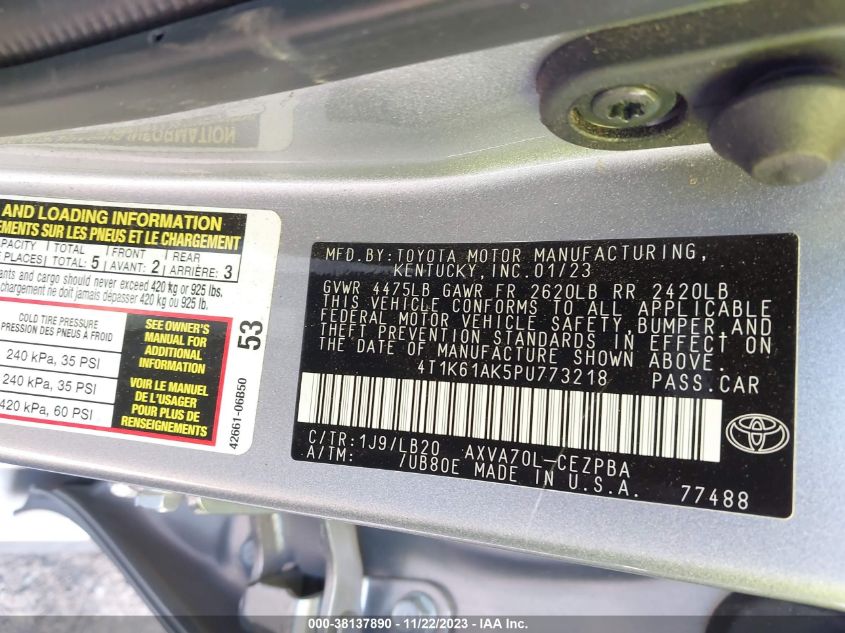 AND LOADING INFORMATION
EMENTS SUR LES PNEUS ET LE CHARGEMENT
TOTAL FRONT REAR
PLACES TOTAL: 5 AVANT: 2 ARRIÈRE: 3
and cargo should never exceed 420 kg or 925 lbs.
chargement ne doit jamais dépasser 420 kg ou 925 lb.
COLD TIRE PRESSURE
PRESSION DES PNEUS À FROID
240 kPa, 35 PSI
240 kPa, 35 PSI
420 kPa, 60 PSI
SEE OWNER'S
MANUAL FOR
ADDITIONAL
INFORMATION
VOIR LE MANUEL
DE L'USAGER
POUR PLUS DE
RENSEIGNEMENTS
53
42661-06B50
MFD.BY:TOYOTA MOTOR MANUFACTURING,
KENTUCKY, INC.01/23
GVWR 4475LB GAWR FR 2620LB RR 2420LB
THIS VEHICLE CONFORMS TO ALL APPLICABLE
FEDERAL MOTOR VEHICLE SAFETY,BUMPER,AND
THEFT PREVENTION STANDARDS IN EFFECT ON
THE DATE OF MANUFACTURE SHOWN ABOVE.
4T1K61AK5PU773218 PASS.CAR
C/TR:1J9/LB20 AXVA70L-CEZPBA
A/TM: /UB80E MADE IN U.S.A.
77488
000-38137890 - 11/22/2023 - IAA Inc.